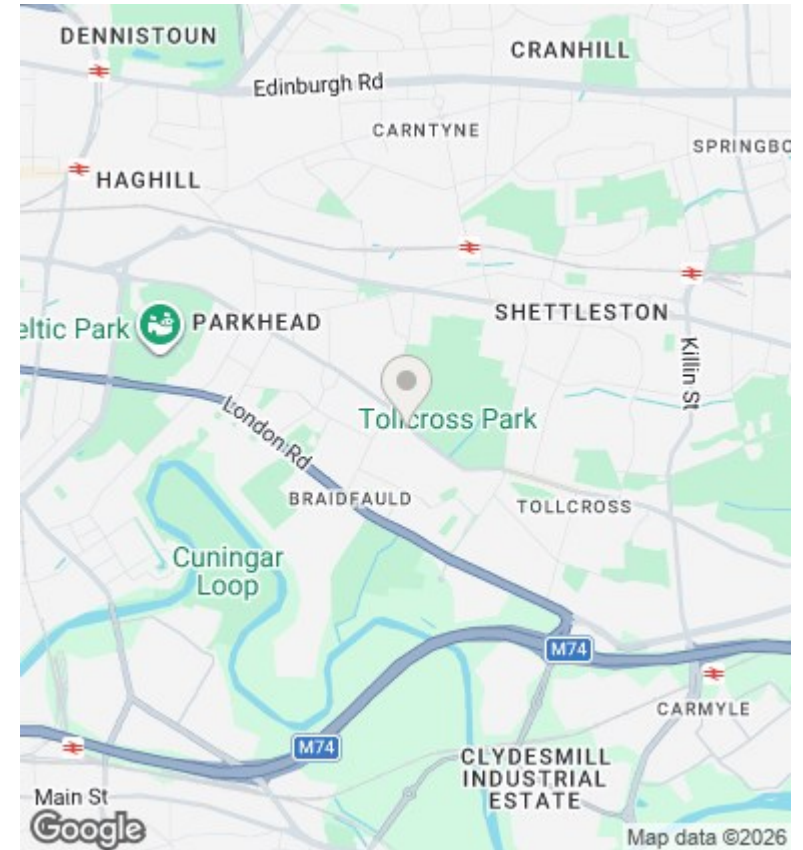 DENNISTOUN
CRANHILL
Edinburgh Rd
CARNTYNE
SPRINGBO
HAGHILL
SHETTLESTON
eltic Park
PARKHEAD
Killin St
Tollcross Park
London Rd
BRAIDFAULD
TOLLCROSS
Cuningar
Loop
M74
CARMYLE
M74
CLYDESMILL
INDUSTRIAL
ESTATE
Main St
Google
Map data ©2026